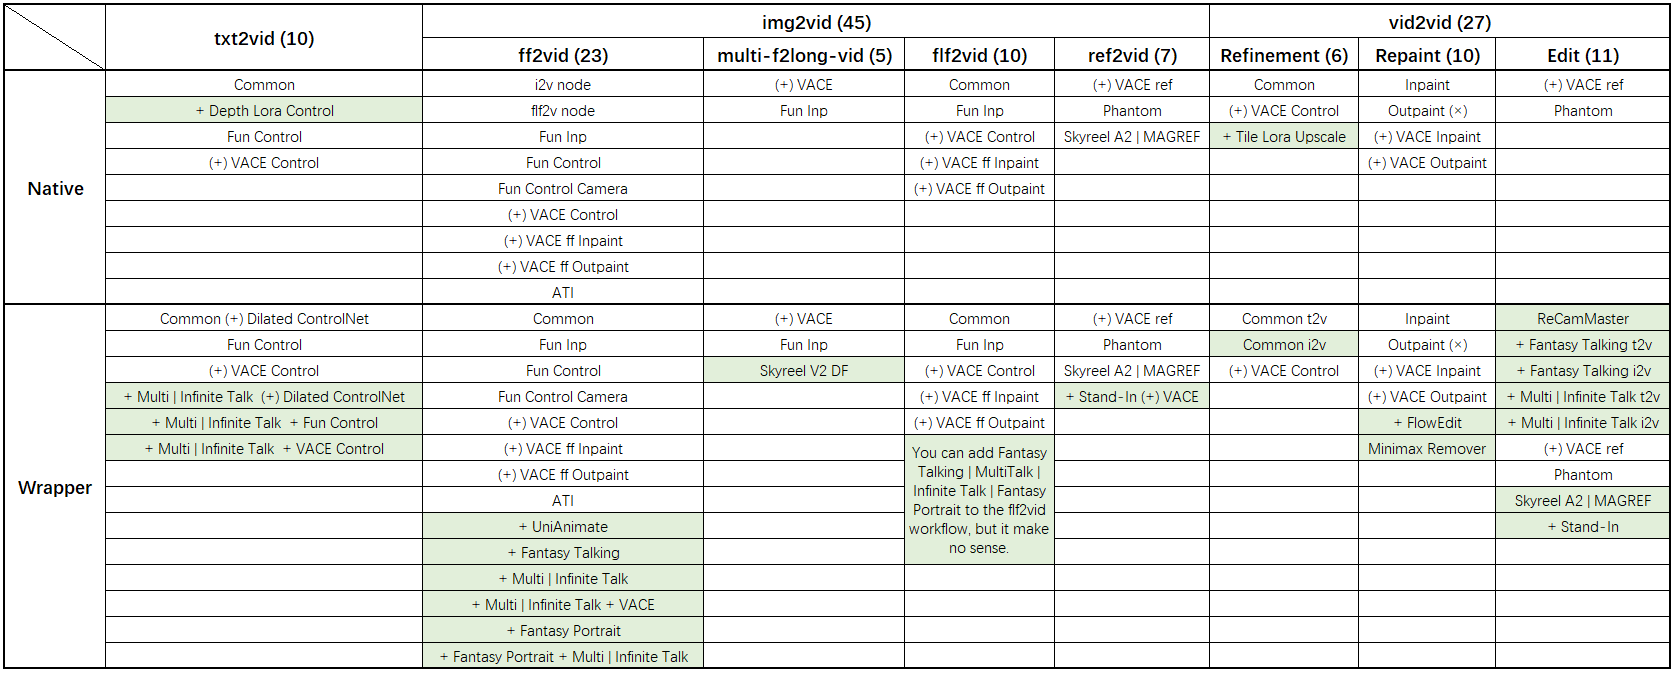 txt2vid (10) img2vid (45) vid2vid (27)
ff2vid (23) multi-f2long-vid (5) flf2vid (10) ref2vid (7) Refinement (6) Repaint (10) Edit (11)
Native
Common i2v node (+) VACE Common (+) VACE ref Common Inpaint (+) VACE ref
+ Depth Lora Control flf2v node Fun Inp Fun Inp Phantom (+) VACE Control Outpaint (×) Phantom
Fun Control Fun Inp (+) VACE Control Skyreel A2 | MAGREF + Tile Lora Upscale (+) VACE Inpaint
(+) VACE Control Fun Control (+) VACE ff Inpaint (+) VACE Outpaint
Fun Control Camera (+) VACE ff Outpaint
(+) VACE Control
(+) VACE ff Inpaint
(+) VACE ff Outpaint
ATI
Wrapper
Common (+) Dilated ControlNet Common (+) VACE Common (+) VACE ref Common t2v Inpaint ReCamMaster
Fun Control Fun Inp Fun Inp Fun Inp Phantom Common i2v Outpaint (×) + Fantasy Talking t2v
(+) VACE Control Fun Control Skyreel V2 DF (+) VACE Control Skyreel A2 | MAGREF (+) VACE Control (+) VACE Inpaint + Fantasy Talking i2v
+ Multi | Infinite Talk (+) Dilated ControlNet Fun Control Camera (+) VACE ff Inpaint + Stand-In (+) VACE (+) VACE Outpaint + Multi | Infinite Talk t2v
+ Multi | Infinite Talk + Fun Control (+) VACE Control (+) VACE ff Outpaint + FlowEdit + Multi | Infinite Talk i2v
+ Multi | Infinite Talk + VACE Control (+) VACE ff Inpaint Minimax Remover (+) VACE ref
(+) VACE ff Outpaint Phantom
ATI Skyreel A2 | MAGREF
+ UniAnimate + Stand-In
+ Fantasy Talking
+ Multi | Infinite Talk
+ Multi | Infinite Talk + VACE
+ Fantasy Portrait
+ Fantasy Portrait + Multi | Infinite Talk
You can add Fantasy
Talking | MultiTalk |
Infinite Talk | Fantasy
Portrait to the flf2vid
workflow, but it make
no sense.